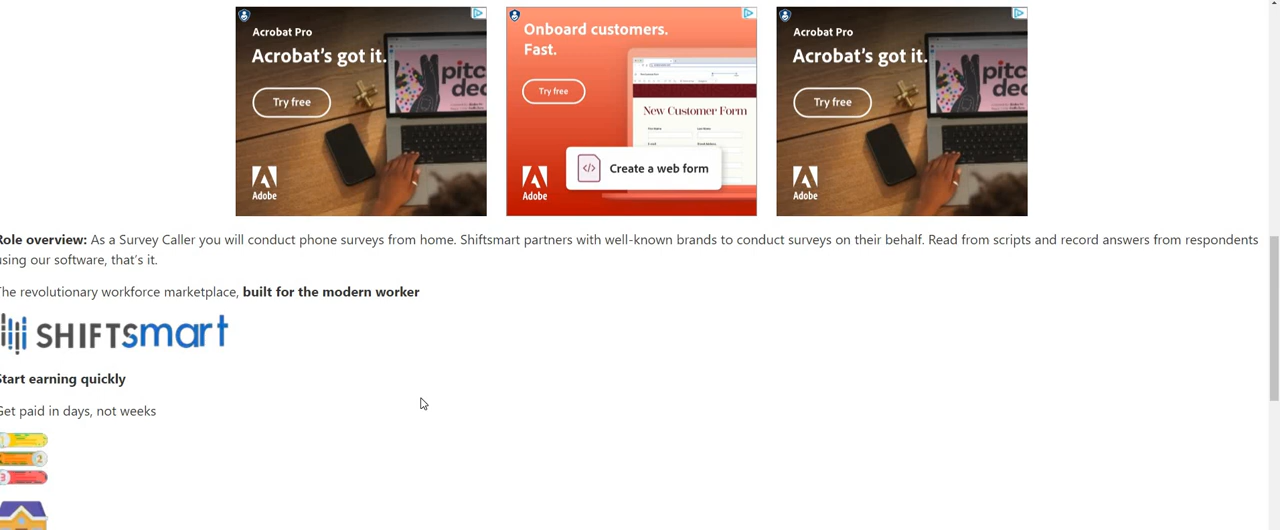 Acrobat Pro
Acrobat's got it.
Try free
Adobe
Onboard customers.
Fast.
Try free
New Customer Form
Create a web form
Adobe
Acrobat Pro
Acrobat's got it.
Try free
Adobe
Role overview: As a Survey Caller you will conduct phone surveys from home. Shiftsmart partners with well-known brands to conduct surveys on their behalf. Read from scripts and record answers from respondents
using our software, that's it.
The revolutionary workforce marketplace, built for the modern worker
SHIFTSmart
Start earning quickly
Get paid in days, not weeks
2
3